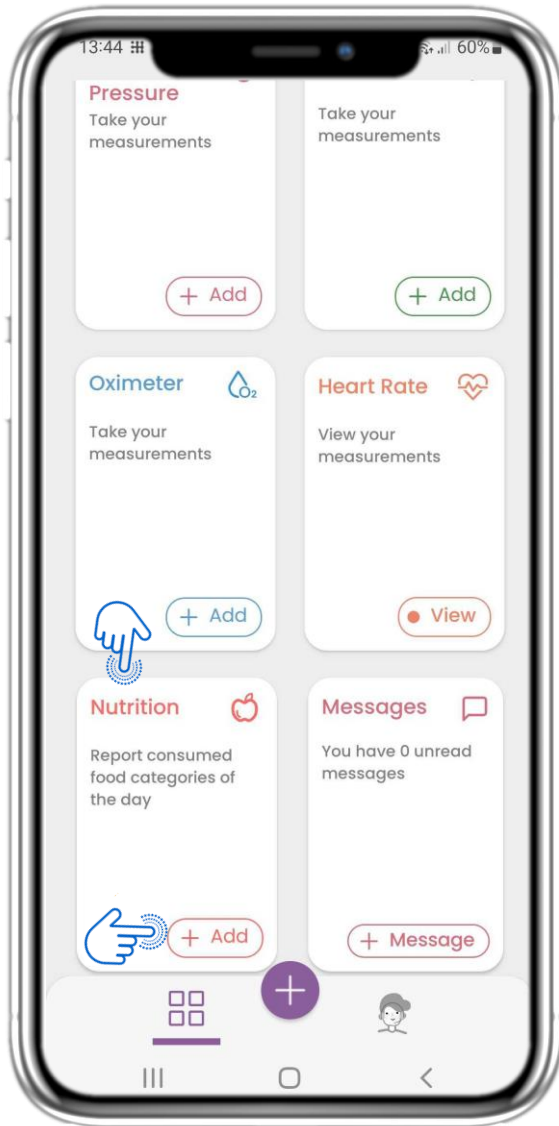 13:44
60%
Pressure
Take your
measurements
+ Add
Take your
measurements
+ Add
Oximeter
O₂
Take your
measurements
+ Add
Heart Rate
View your
measurements
View
Nutrition
Report consumed
food categories of
the day
+ Add
Messages
You have 0 unread
messages
+ Message